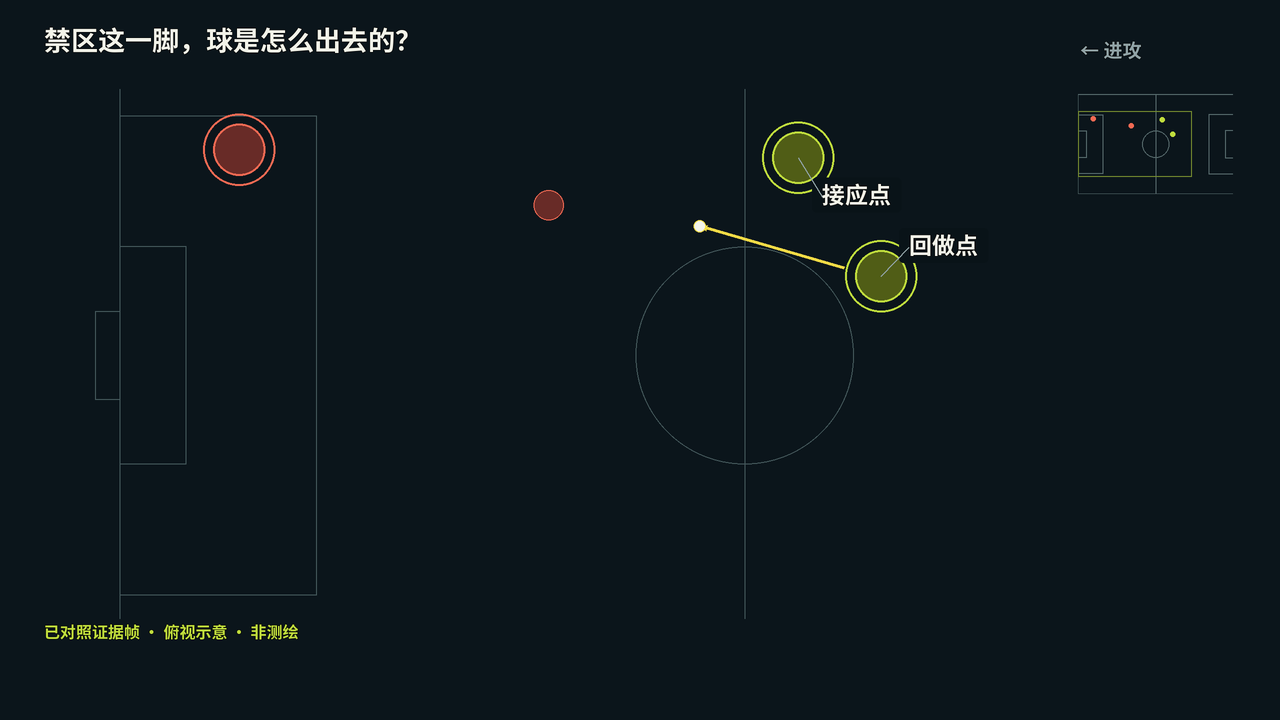 禁区这一脚，球是怎么出去的？
← 进攻
接应点
回做点
已对照证据帧 · 俯视示意 · 非测绘